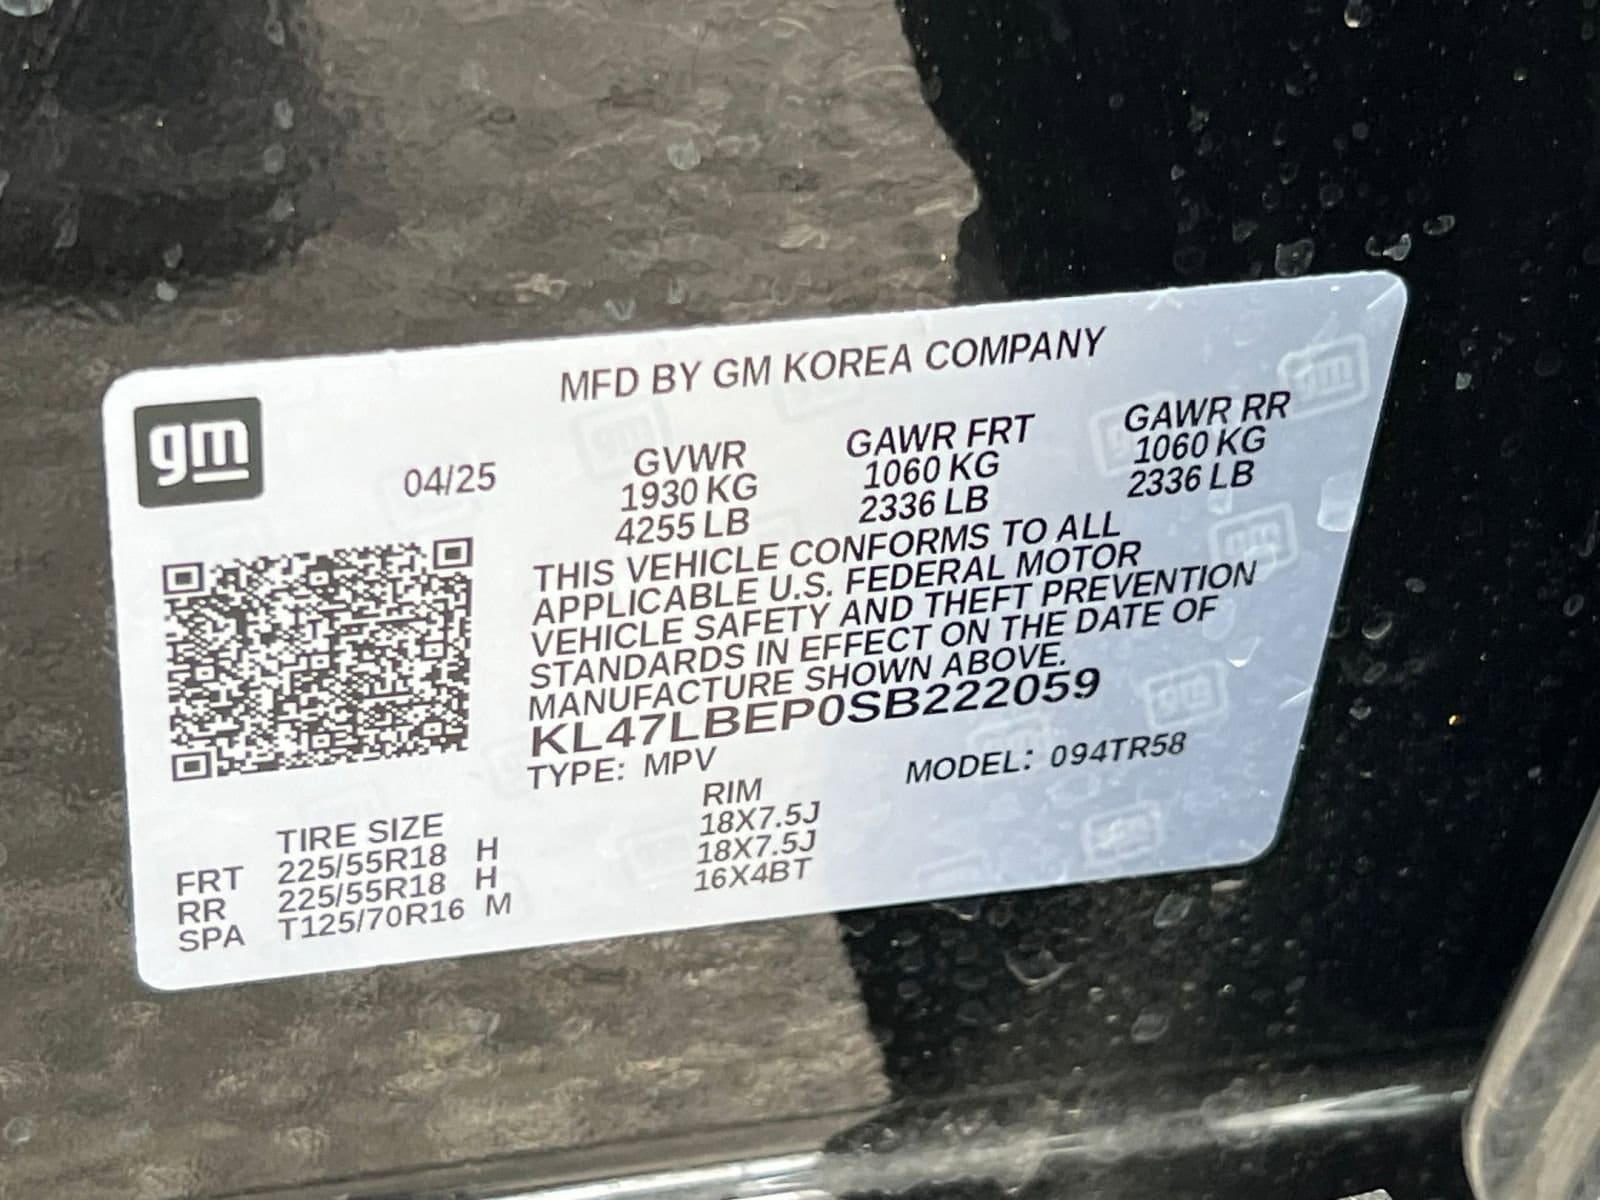 MFD BY GM KOREA COMPANY
gm
04/25
GVWR GAWR FRT GAWR RR
1930 KG 1060 KG 1060 KG
4255 LB 2336 LB 2336 LB
THIS VEHICLE CONFORMS TO ALL
APPLICABLE U.S. FEDERAL MOTOR
VEHICLE SAFETY AND THEFT PREVENTION
STANDARDS IN EFFECT ON THE DATE OF
MANUFACTURE SHOWN ABOVE.
KL47LBEP0SB222059
TYPE: MPV MODEL: 094TR58
TIRE SIZE RIM
FRT 225/55R18 H 18X7.5J
RR 225/55R18 H 18X7.5J
SPA T125/70R16 M 16X4BT